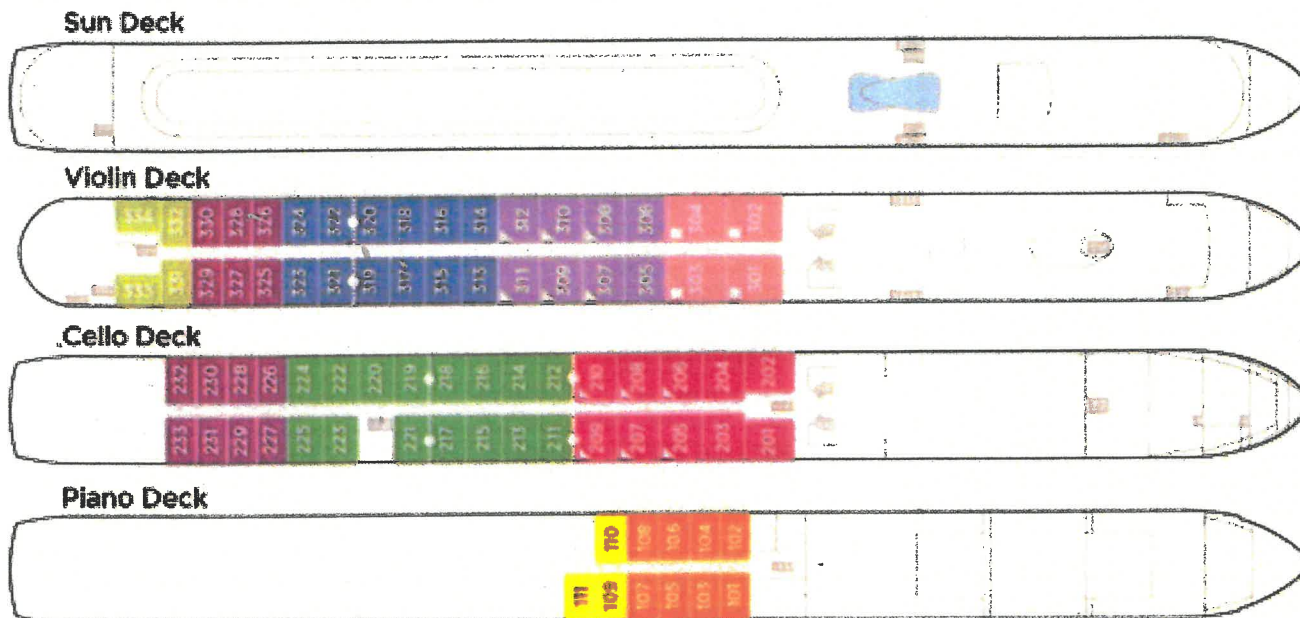 Sun Deck
Violin Deck
332 330 328 326 324 322 320 318 316 314 312 310 308 306 304 302
331 329 327 325 323 321 319 317 315 313 311 309 307 305 303 301
Cello Deck
232 230 228 226 224 222 220 219 218 216 214 212 210 208 206 204 202
233 231 229 227 225 223 221 217 215 213 211 209 207 205 203 201
Piano Deck
110 108 106 104 102
111 109 107 105 103 101